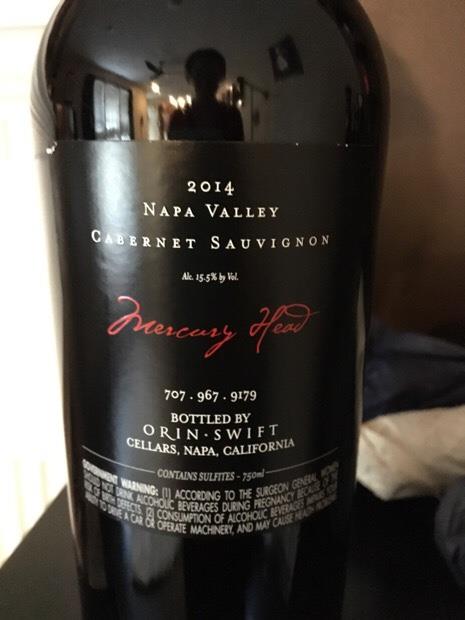 2014
NAPA VALLEY
CABERNET SAUVIGNON
Alc. 15.5% by Vol.
Mercury Head
707 . 967 . 9179
BOTTLED BY
ORIN · SWIFT
CELLARS, NAPA, CALIFORNIA
CONTAINS SULFITES - 750ml
GOVERNMENT WARNING: (1) ACCORDING TO THE SURGEON GENERAL, WOMEN
SHOULD NOT DRINK ALCOHOLIC BEVERAGES DURING PREGNANCY BECAUSE OF THE
RISK OF BIRTH DEFECTS. (2) CONSUMPTION OF ALCOHOLIC BEVERAGES IMPAIRS YOUR
ABILITY TO DRIVE A CAR OR OPERATE MACHINERY, AND MAY CAUSE HEALTH PROBLEMS.